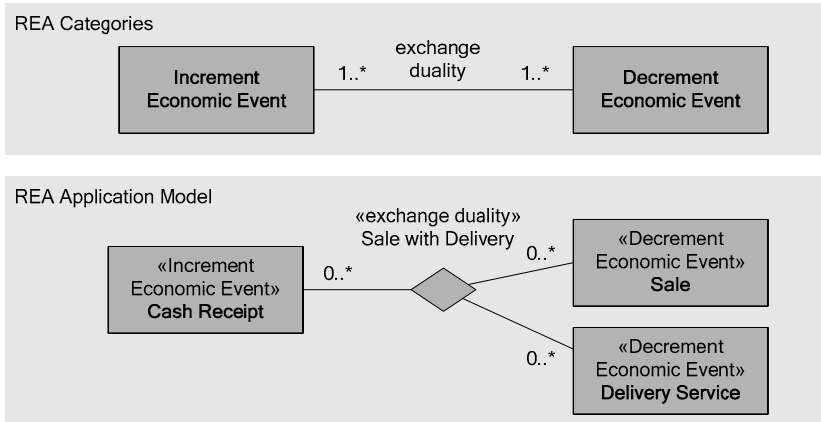 REA Categories
exchange
duality
Increment
Economic Event
1..*
1..*
Decrement
Economic Event
REA Application Model
«exchange duality»
Sale with Delivery
«Increment
Economic Event»
Cash Receipt
0..*
0..*
«Decrement
Economic Event»
Sale
0..*
«Decrement
Economic Event»
Delivery Service